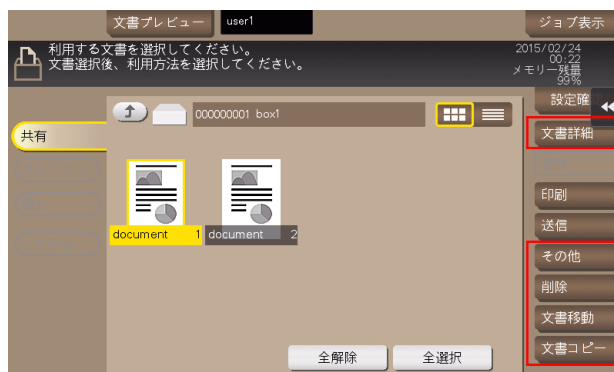 文書プレビュー
user1
ジョブ表示
利用する文書を選択してください。
文書選択後、利用方法を選択してください。
2015/02/24
00:22
メモリー残量
99%
000000001 box1
設定確
共有
文書詳細
印刷
送信
document 1
document 2
その他
削除
文書移動
文書コピー
全解除
全選択